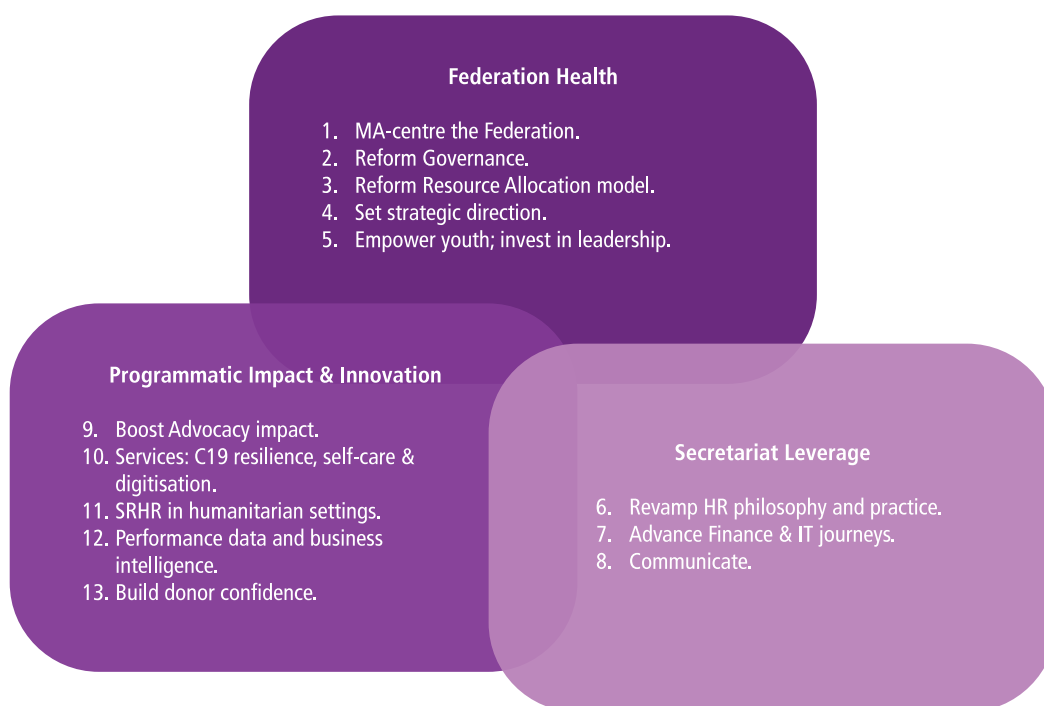 Federation Health
1. MA-centre the Federation.
2. Reform Governance.
3. Reform Resource Allocation model.
4. Set strategic direction.
5. Empower youth; invest in leadership.
Programmatic Impact & Innovation
9. Boost Advocacy impact.
10. Services: C19 resilience, self-care &
digitisation.
11. SRHR in humanitarian settings.
12. Performance data and business
intelligence.
13. Build donor confidence.
Secretariat Leverage
6. Revamp HR philosophy and practice.
7. Advance Finance & IT journeys.
8. Communicate.